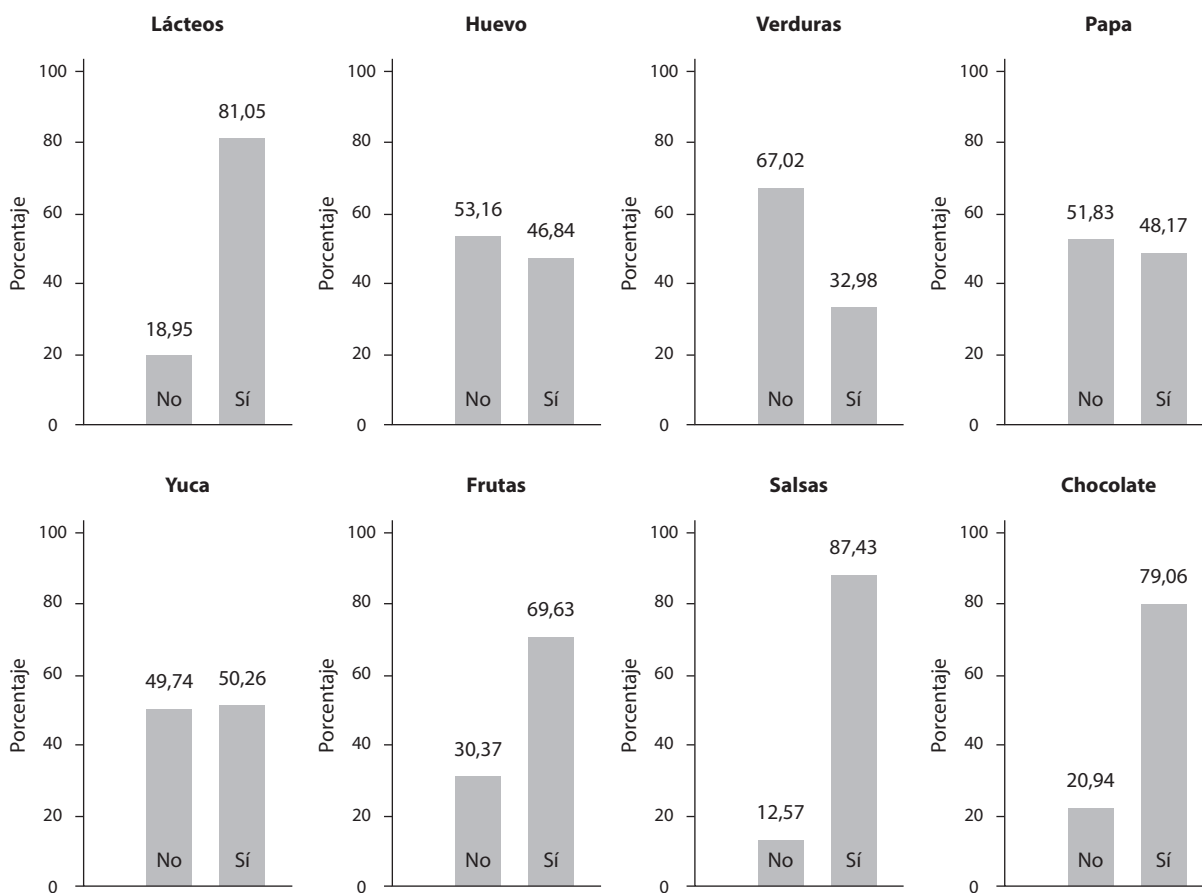 Lácteos
Huevo
Verduras
Papa
Porcentaje
100
80
60
40
20
0
18,95
81,05
No
Sí
Porcentaje
100
80
60
40
20
0
53,16
46,84
No
Sí
Porcentaje
100
80
60
40
20
0
67,02
32,98
No
Sí
Porcentaje
100
80
60
40
20
0
51,83
48,17
No
Sí
Yuca
Frutas
Salsas
Chocolate
Porcentaje
100
80
60
40
20
0
49,74
50,26
No
Sí
Porcentaje
100
80
60
40
20
0
30,37
69,63
No
Sí
Porcentaje
100
80
60
40
20
0
12,57
87,43
No
Sí
Porcentaje
100
80
60
40
20
0
20,94
79,06
No
Sí